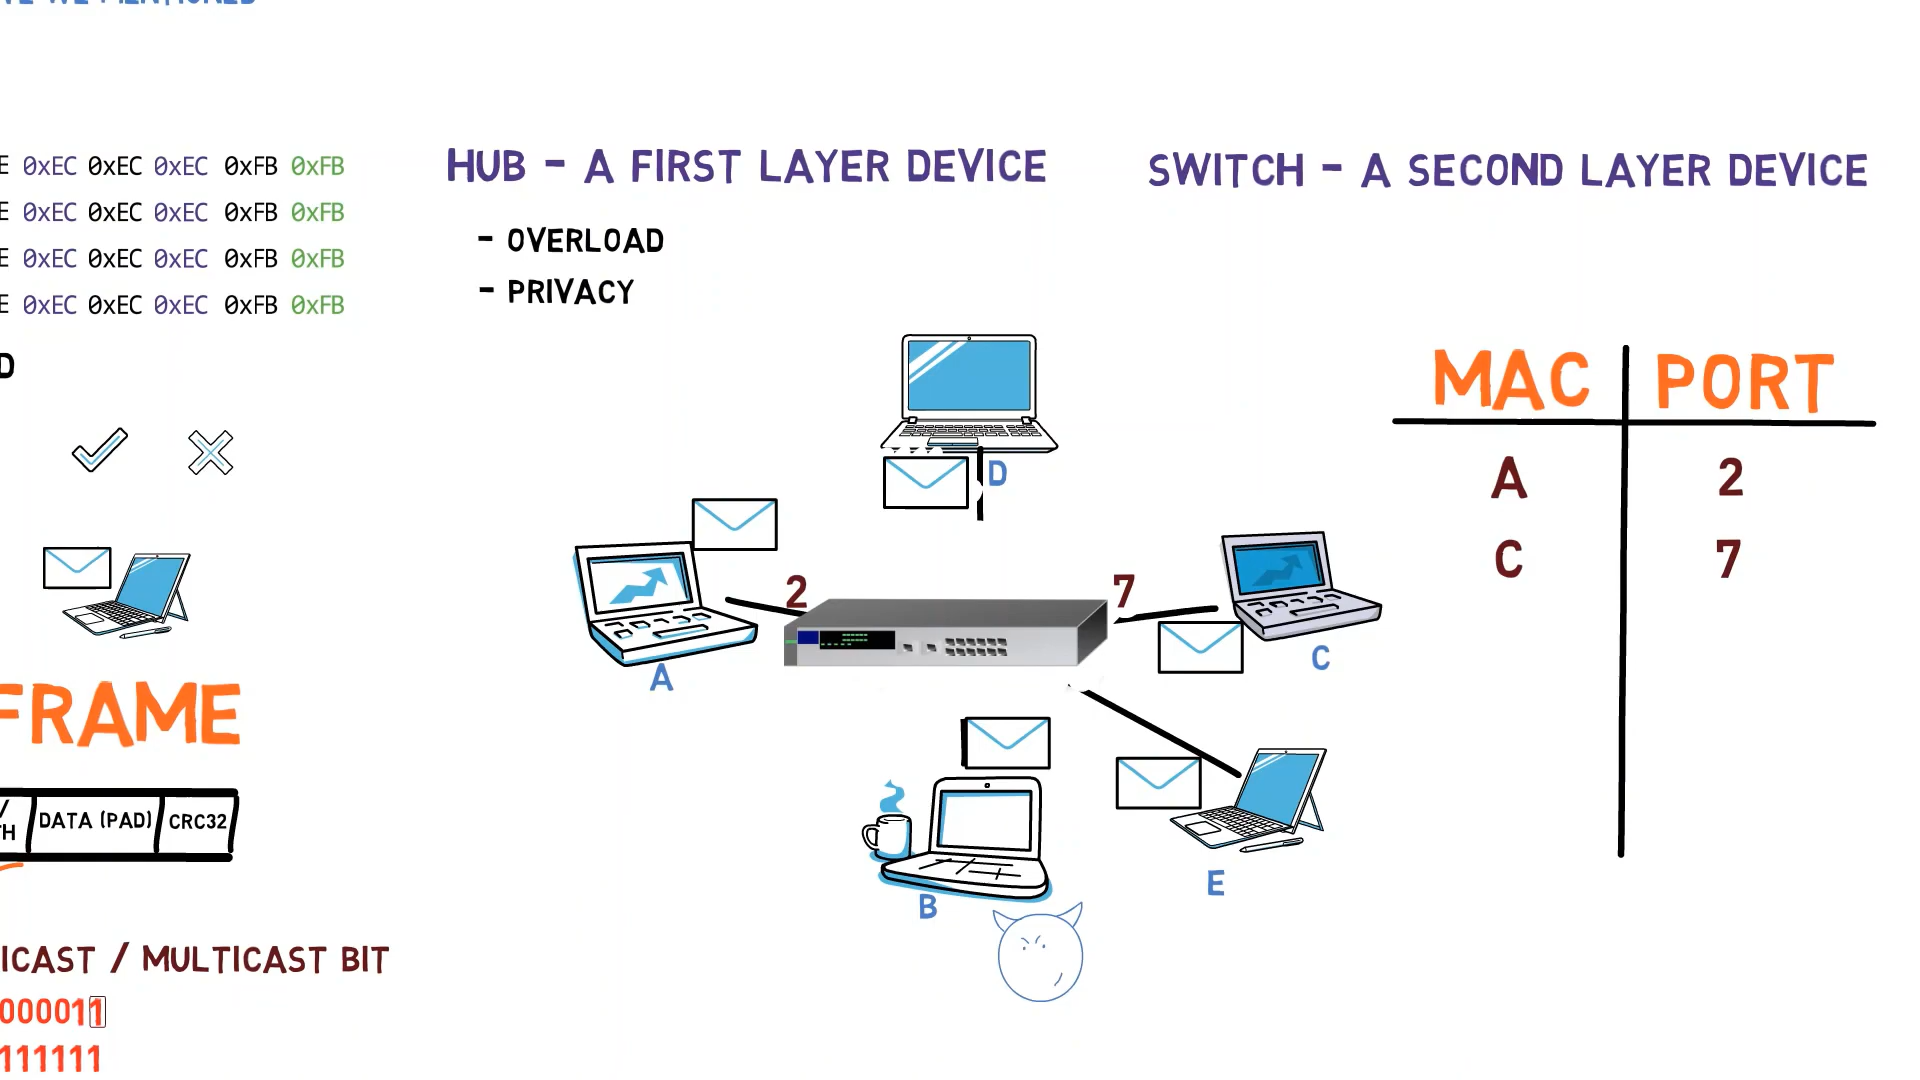 HUB - A FIRST LAYER DEVICE
SWITCH - A SECOND LAYER DEVICE
E 0xEC 0xEC 0xEC 0xFB 0xFB
E 0xEC 0xEC 0xEC 0xFB 0xFB
E 0xEC 0xEC 0xEC 0xFB 0xFB
E 0xEC 0xEC 0xEC 0xFB 0xFB
- OVERLOAD
- PRIVACY
D
MAC PORT
A 2
C 7
D
2
7
A
C
FRAME
DATA (PAD) CRC32
B
E
ICAST / MULTICAST BIT
000011
111111